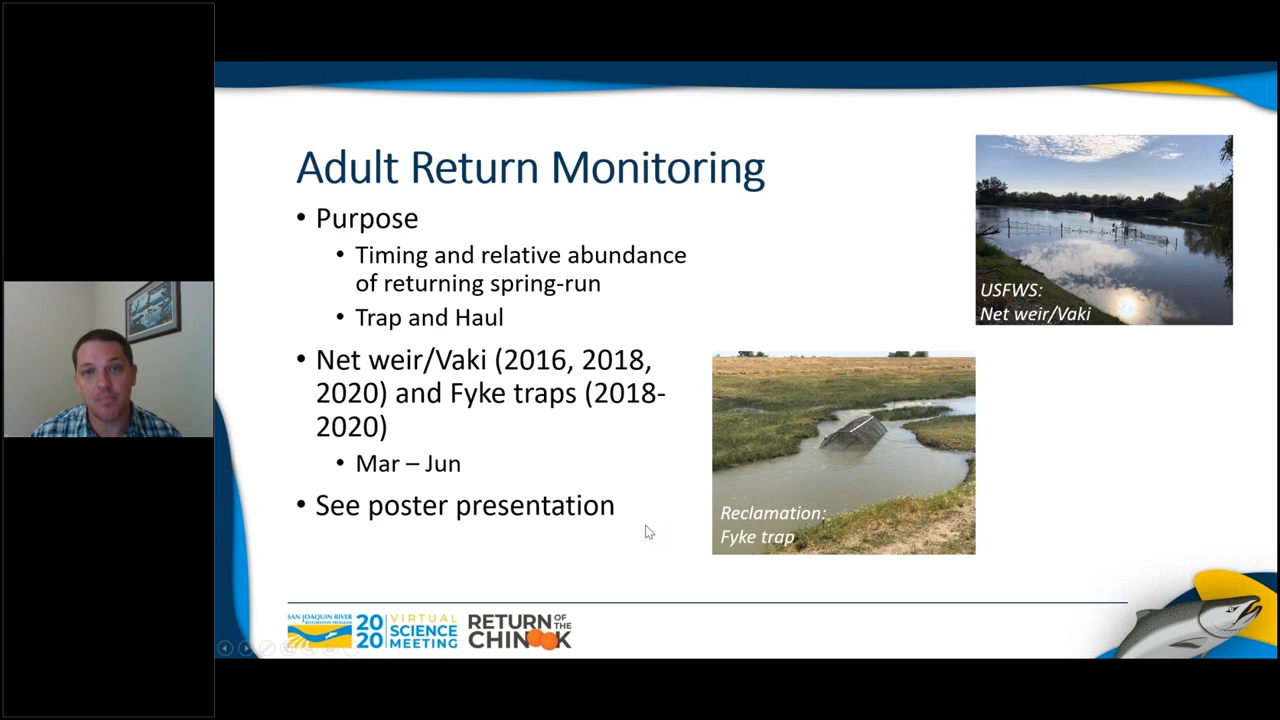 Adult Return Monitoring
• Purpose
• Timing and relative abundance
of returning spring-run
• Trap and Haul
• Net weir/Vaki (2016, 2018,
2020) and Fyke traps (2018-
2020)
• Mar – Jun
• See poster presentation
USFWS:
Net weir/Vaki
Reclamation:
Fyke trap
SAN JOAQUIN RIVER
RESTORATION PROGRAM
2020
VIRTUAL
SCIENCE
MEETING
RETURN OF THE
CHINOOK